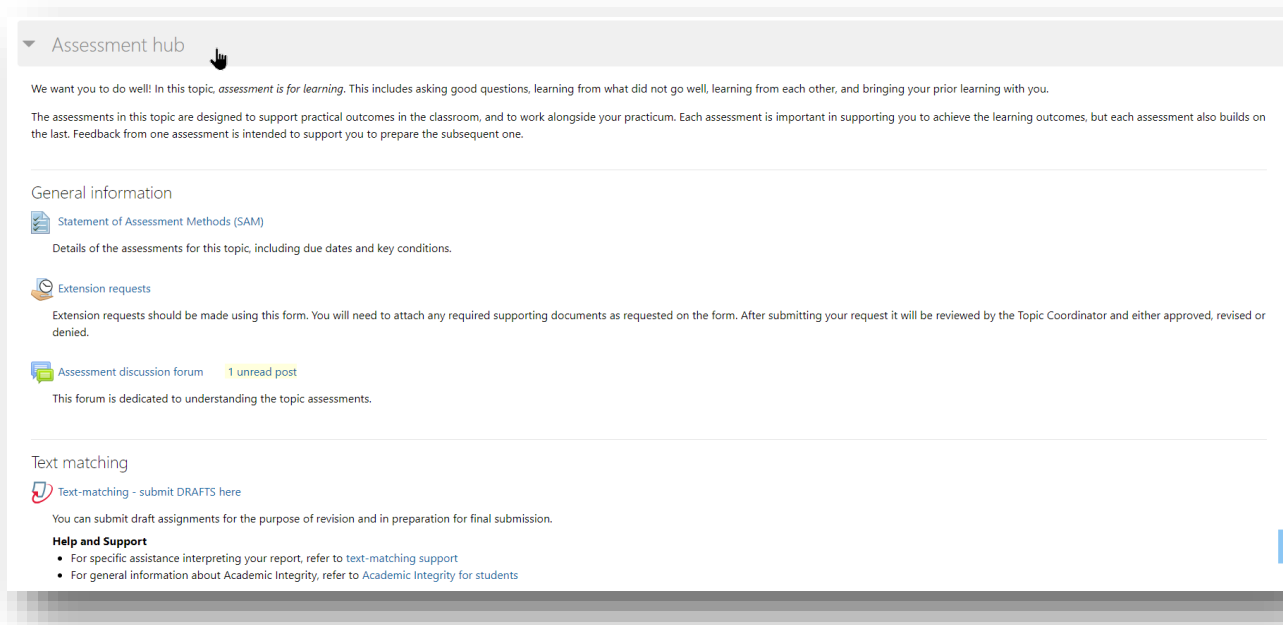 Assessment hub
We want you to do well! In this topic, assessment is for learning. This includes asking good questions, learning from what did not go well, learning from each other, and bringing your prior learning with you.
The assessments in this topic are designed to support practical outcomes in the classroom, and to work alongside your practicum. Each assessment is important in supporting you to achieve the learning outcomes, but each assessment also builds on
the last. Feedback from one assessment is intended to support you to prepare the subsequent one.
General information
Statement of Assessment Methods (SAM)
Details of the assessments for this topic, including due dates and key conditions.
Extension requests
Extension requests should be made using this form. You will need to attach any required supporting documents as requested on the form. After submitting your request it will be reviewed by the Topic Coordinator and either approved, revised or
denied.
Assessment discussion forum 1 unread post
This forum is dedicated to understanding the topic assessments.
Text matching
Text-matching - submit DRAFTS here
You can submit draft assignments for the purpose of revision and in preparation for final submission.
Help and Support
• For specific assistance interpreting your report, refer to text-matching support
• For general information about Academic Integrity, refer to Academic Integrity for students